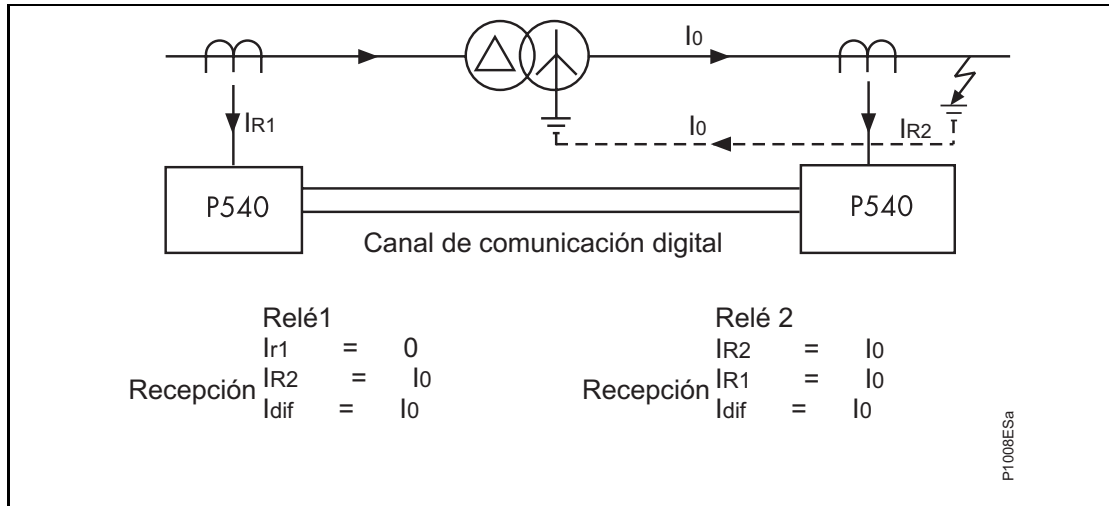 I0
IR1
I0
IR2
P540
P540
Canal de comunicación digital
Relé1
Ir1 = 0
Recepción IR2 = I0
Idif = I0
Relé 2
IR2 = I0
Recepción IR1 = I0
Idif = I0
P1008ESa